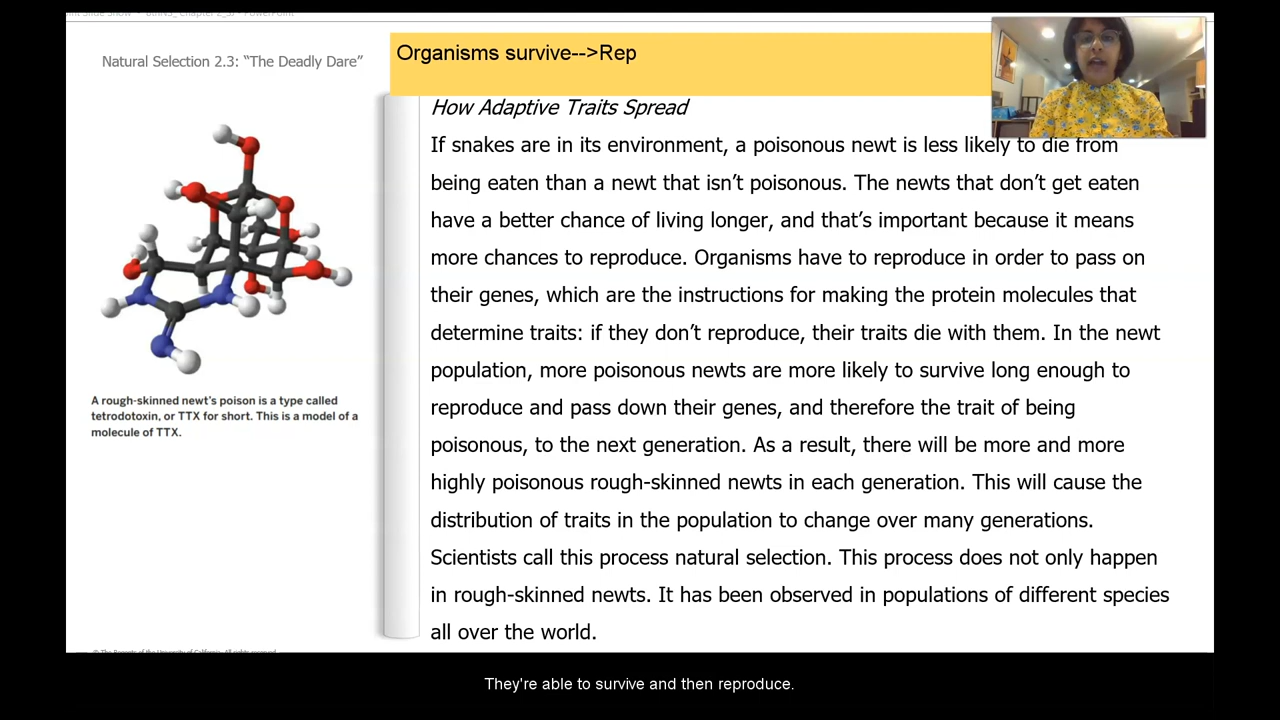 Natural Selection 2.3: “The Deadly Dare”
Organisms survive-->Rep
How Adaptive Traits Spread
If snakes are in its environment, a poisonous newt is less likely to die from
being eaten than a newt that isn’t poisonous. The newts that don’t get eaten
have a better chance of living longer, and that’s important because it means
more chances to reproduce. Organisms have to reproduce in order to pass on
their genes, which are the instructions for making the protein molecules that
determine traits: if they don’t reproduce, their traits die with them. In the newt
population, more poisonous newts are more likely to survive long enough to
reproduce and pass down their genes, and therefore the trait of being
poisonous, to the next generation. As a result, there will be more and more
highly poisonous rough-skinned newts in each generation. This will cause the
distribution of traits in the population to change over many generations.
Scientists call this process natural selection. This process does not only happen
in rough-skinned newts. It has been observed in populations of different species
all over the world.
A rough-skinned newt’s poison is a type called
tetrodotoxin, or TTX for short. This is a model of a
molecule of TTX.
They're able to survive and then reproduce.